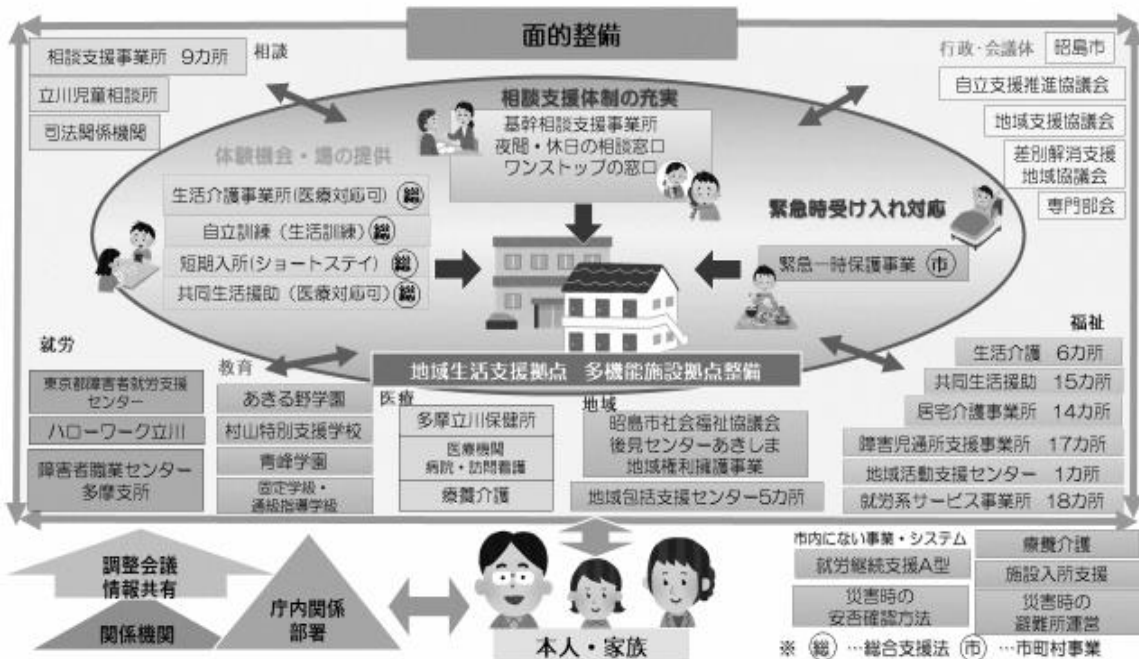 面的整備
相談支援事業所 9カ所
相談
立川児童相談所
司法関係機関
行政・会議体
昭島市
自立支援推進協議会
地域支援協議会
差別解消支援
地域協議会
専門部会
相談支援体制の充実
基幹相談支援事業所
夜間・休日の相談窓口
ワンストップの窓口
体験機会・場の提供
生活介護事業所(医療対応可) 総
自立訓練(生活訓練) 総
短期入所(ショートステイ) 総
共同生活援助(医療対応可) 総
緊急時受け入れ対応
緊急一時保護事業 市
地域生活支援拠点 多機能施設拠点整備
就労
東京都障害者就労支援
センター
ハローワーク立川
障害者職業センター
多摩支所
教育
あきる野学園
村山特別支援学校
青峰学園
固定学級・
通級指導学級
医療
多摩立川保健所
医療機関
病院・訪問看護
療養介護
地域
昭島市社会福祉協議会
後見センターあきしま
地域権利擁護事業
地域包括支援センター5カ所
福祉
生活介護 6カ所
共同生活援助 15カ所
居宅介護事業所 14カ所
障害児通所支援事業所 17カ所
地域活動支援センター 1カ所
就労系サービス事業所 18カ所
調整会議
情報共有
関係機関
庁内関係
部署
本人・家族
市内にない事業・システム
就労継続支援A型
災害時の
安否確認方法
療養介護
施設入所支援
災害時の
避難所運営
※ 総 …総合支援法 市 …市町村事業